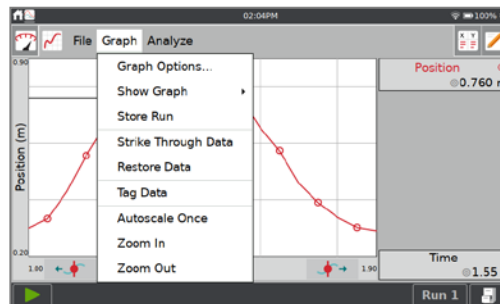 02:04PM
100%
File Graph Analyze
X Y
0.90
Graph Options...
Show Graph
Store Run
Strike Through Data
Restore Data
Tag Data
Autoscale Once
Zoom In
Zoom Out
Position (m)
0.20
1.80
1.90
Position
0.760
Time
1.55
Run 1